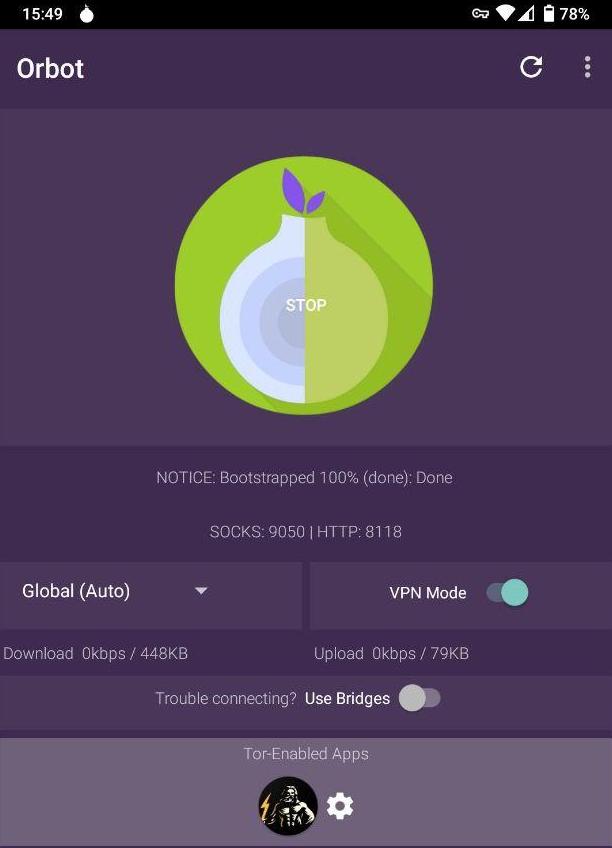 15:49 78%
Orbot
STOP
NOTICE: Bootstrapped 100% (done): Done
SOCKS: 9050 | HTTP: 8118
Global (Auto) VPN Mode
Download 0kbps / 448KB Upload 0kbps / 79KB
Trouble connecting? Use Bridges
Tor-Enabled Apps